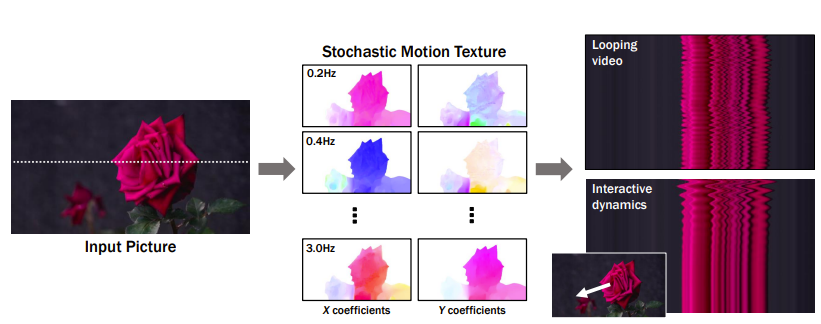 Stochastic Motion Texture
0.2Hz
0.4Hz
3.0Hz
X coefficients
Y coefficients
Input Picture
Looping
video
Interactive
dynamics